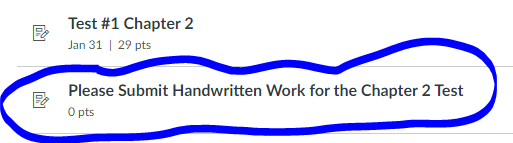 Test #1 Chapter 2
Jan 31 | 29 pts
Please Submit Handwritten Work for the Chapter 2 Test
0 pts